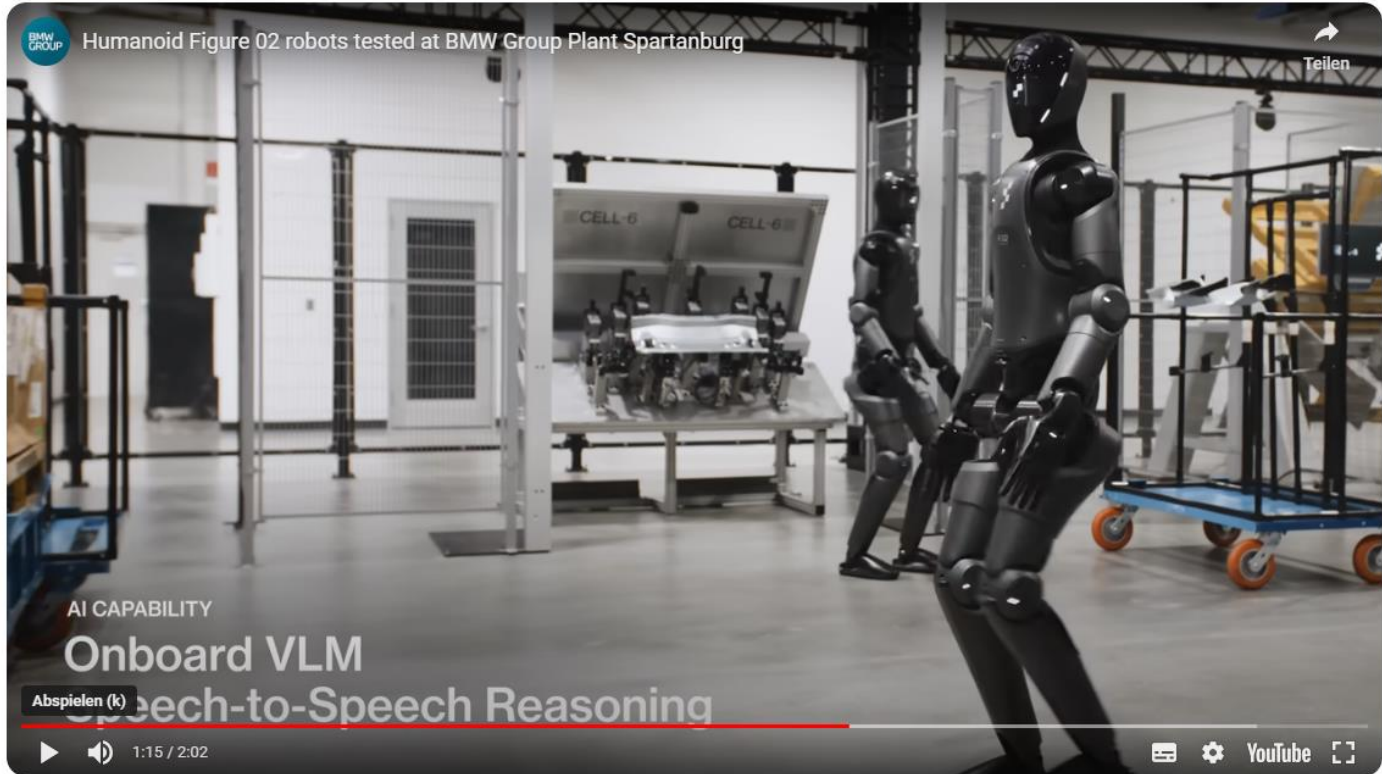 BMW
GROUP
Humanoid Figure 02 robots tested at BMW Group Plant Spartanburg
Teilen
CELL-6
CELL-6
AI CAPABILITY
Onboard VLM
Speech-to-Speech Reasoning
Abspielen (k)
1:15 / 2:02
YouTube